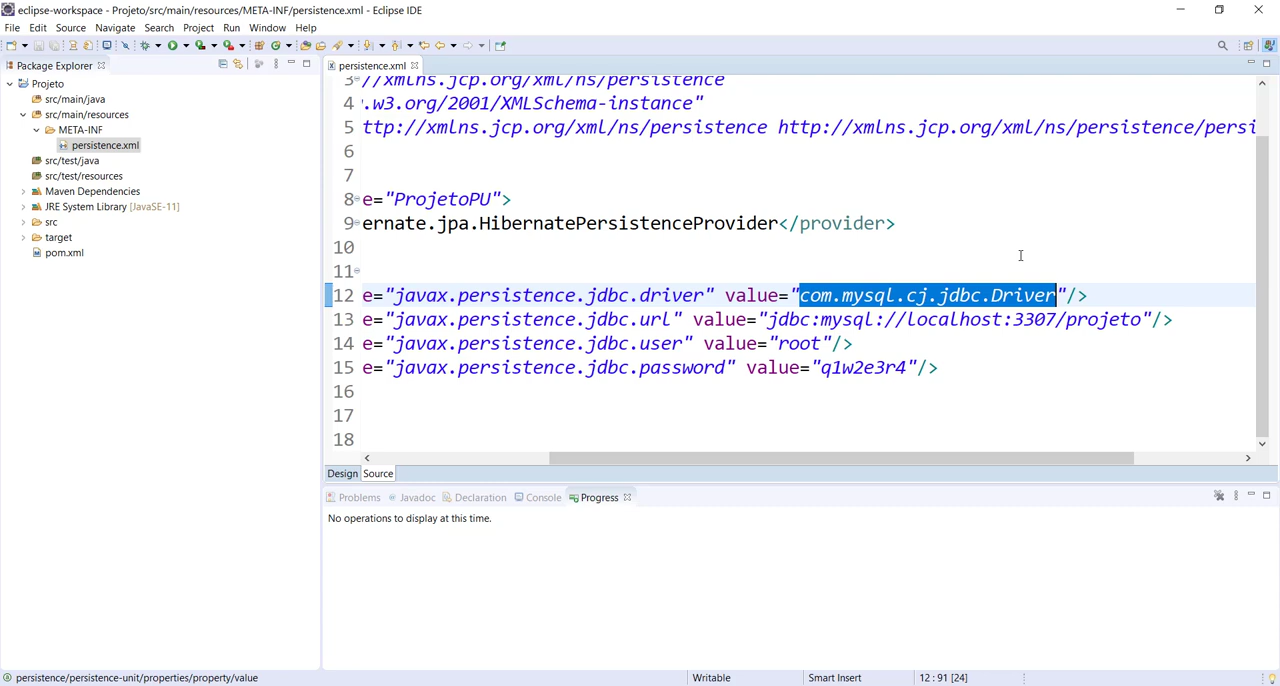 eclipse-workspace - Projeto/src/main/resources/META-INF/persistence.xml - Eclipse IDE
File Edit Source Navigate Search Project Run Window Help
Package Explorer
Projeto
src/main/java
src/main/resources
META-INF
persistence.xml
src/test/java
src/test/resources
Maven Dependencies
JRE System Library [JavaSE-11]
src
target
pom.xml
persistence.xml
3 //xmlns.jcp.org/xml/ns/persistence
4 .w3.org/2001/XMLSchema-instance"
5 ttp://xmlns.jcp.org/xml/ns/persistence http://xmlns.jcp.org/xml/ns/persistence/persi
6
7
8 e="ProjetoPU">
9 ernate.jpa.HibernatePersistenceProvider</provider>
10
11
12 e="javax.persistence.jdbc.driver" value="com.mysql.cj.jdbc.Driver"/>
13 e="javax.persistence.jdbc.url" value="jdbc:mysql://localhost:3307/projeto"/>
14 e="javax.persistence.jdbc.user" value="root"/>
15 e="javax.persistence.jdbc.password" value="q1w2e3r4"/>
16
17
18
Design Source
Problems Javadoc Declaration Console Progress
No operations to display at this time.
persistence/persistence-unit/properties/property/value Writable Smart Insert 12 : 91 [24]